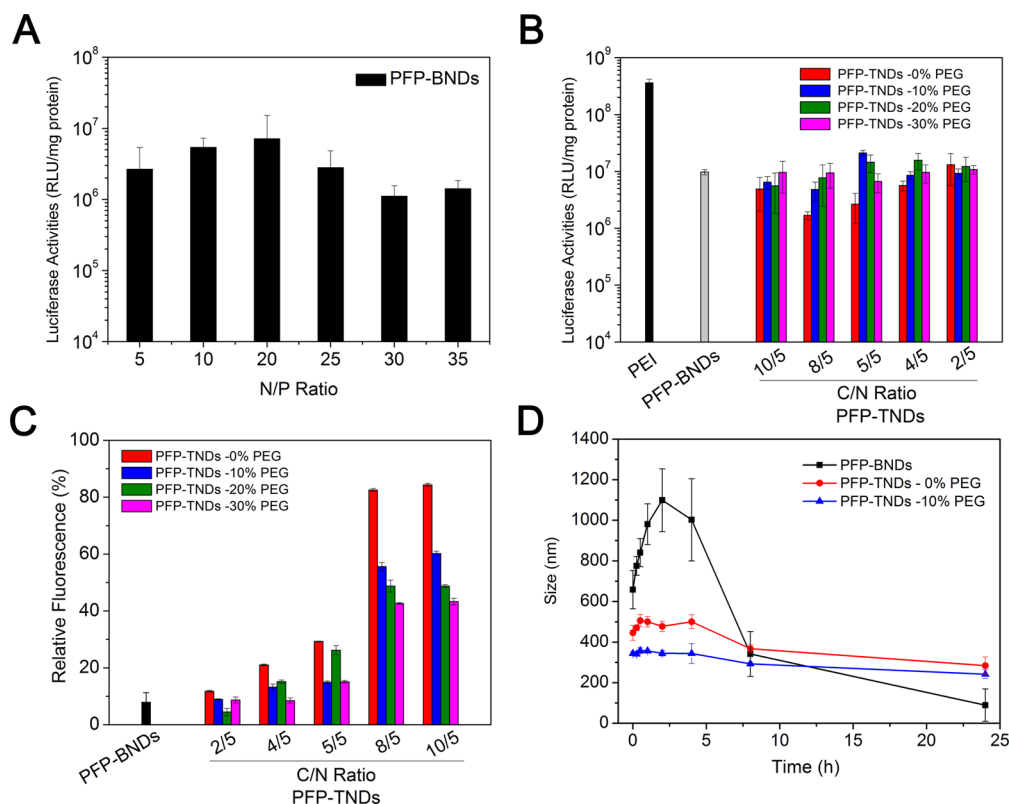 A
Luciferase Activities (RLU/mg protein)
10^8
10^7
10^6
10^5
10^4
PFP-BNDs
5 10 20 25 30 35
N/P Ratio
B
Luciferase Activities (RLU/mg protein)
10^9
10^8
10^7
10^6
10^5
10^4
PFP-TNDs -0% PEG
PFP-TNDs -10% PEG
PFP-TNDs -20% PEG
PFP-TNDs -30% PEG
PEI PFP-BNDs 10/5 8/5 5/5 4/5 2/5
C/N Ratio
PFP-TNDs
C
Relative Fluorescence (%)
100
80
60
40
20
0
PFP-TNDs -0% PEG
PFP-TNDs -10% PEG
PFP-TNDs -20% PEG
PFP-TNDs -30% PEG
PFP-BNDs 2/5 4/5 5/5 8/5 10/5
C/N Ratio
PFP-TNDs
D
Size (nm)
1400
1200
1000
800
600
400
200
0
PFP-BNDs
PFP-TNDs - 0% PEG
PFP-TNDs -10% PEG
0 5 10 15 20 25
Time (h)